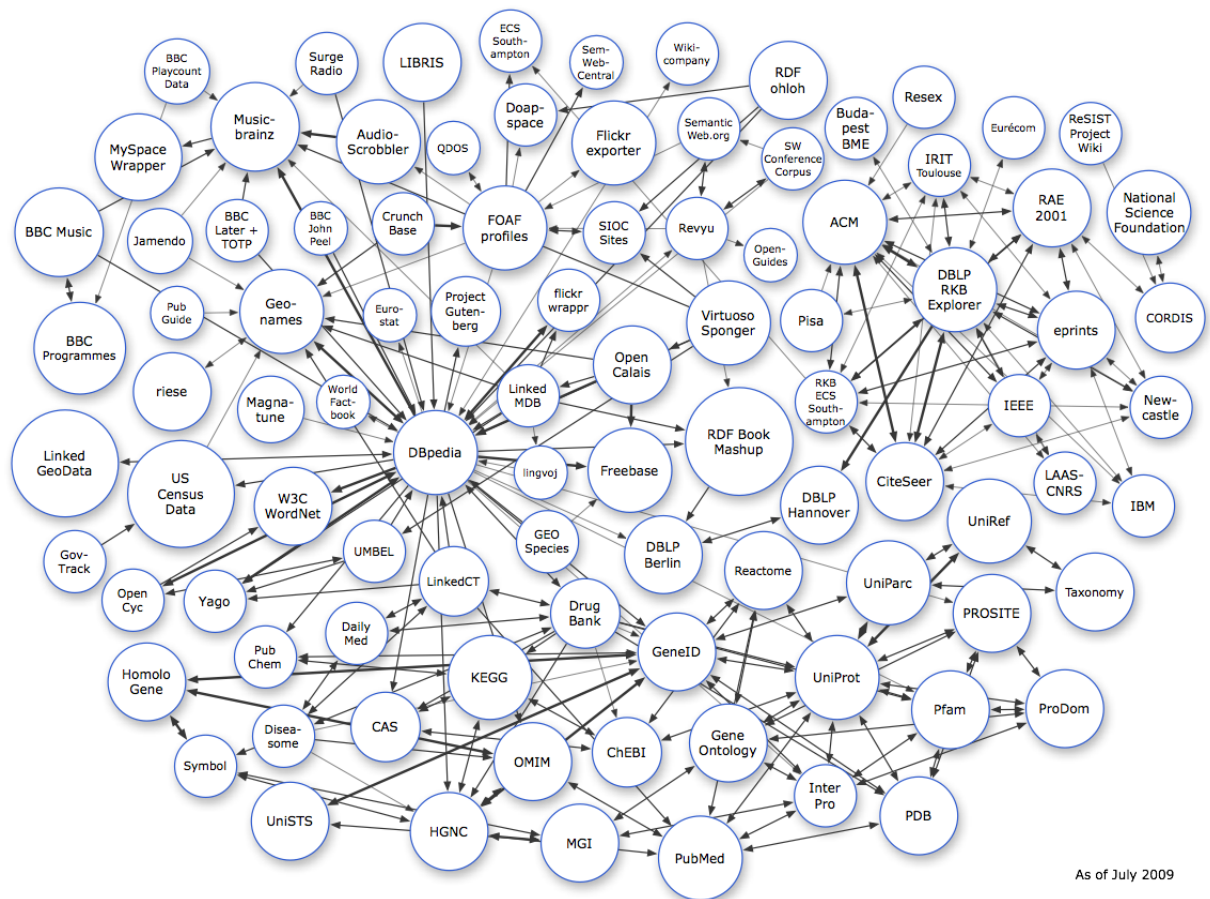 BBC
Playcount
Data
Surge
Radio
LIBRIS
ECS
South-
ampton
Sem-
Web-
Central
Wiki-
company
RDF
ohloh
Music-
brainz
Doap-
space
Flickr
exporter
Semantic
Web.org
Buda-
pest
BME
Resex
Eurécom
ReSIST
Project
Wiki
MySpace
Wrapper
Audio-
Scrobbler
QDOS
SW
Conference
Corpus
IRIT
Toulouse
BBC Music
Jamendo
BBC
Later +
TOTP
BBC
John
Peel
Crunch
Base
FOAF
profiles
SIOC
Sites
Revyu
Open-
Guides
ACM
RAE
2001
National
Science
Foundation
DBLP
RKB
Explorer
Pub
Guide
Geo-
names
Euro-
stat
Project
Guten-
berg
flickr
wrappr
Virtuoso
Sponger
Pisa
eprints
CORDIS
BBC
Programmes
riese
Magna-
tune
World
Fact-
book
Linked
MDB
Open
Calais
RKB
ECS
South-
ampton
IEEE
New-
castle
Linked
GeoData
US
Census
Data
W3C
WordNet
DBpedia
lingvoj
Freebase
RDF Book
Mashup
DBLP
Hannover
CiteSeer
LAAS-
CNRS
IBM
Gov-
Track
Open
Cyc
Yago
UMBEL
LinkedCT
GEO
Species
DBLP
Berlin
Reactome
UniParc
UniRef
Taxonomy
PROSITE
Homolo
Gene
Pub
Chem
Daily
Med
Drug
Bank
KEGG
GeneID
UniProt
Pfam
ProDom
Symbol
Disea-
some
CAS
OMIM
ChEBI
Gene
Ontology
Inter
Pro
PDB
UniSTS
HGNC
MGI
PubMed
As of July 2009